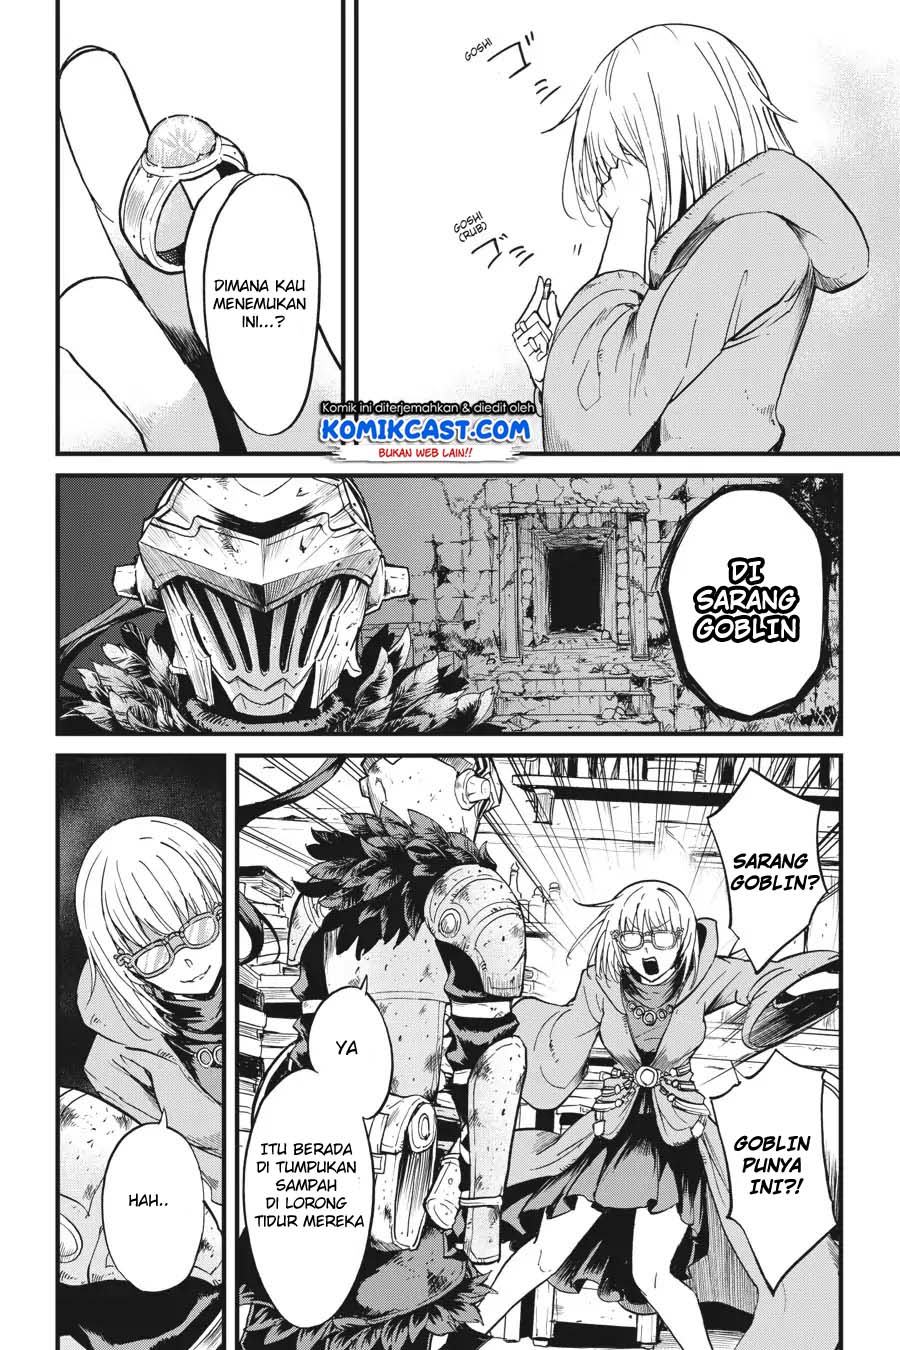 GOSHI
ゴシ
GOSHI
(RUB)
ゴシ
DIMANA KAU
MENEMUKAN
INI...?
Komik ini diterjemahkan & diedit oleh
KOMIKCAST.COM
BUKAN WEB LAIN!!
DI
SARANG
GOBLIN
SARANG
GOBLIN?
GOBLIN
PUNYA
INI?!
YA
ITU BERADA
DI TUMPUKAN
SAMPAH
DI LORONG
TIDUR MEREKA
HAH..